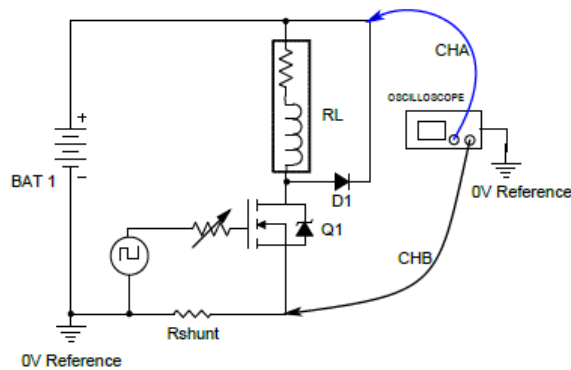 CHA
OSCILLOSCOPE
RL
+
-
BAT 1
0V Reference
D1
Q1
CHB
Rshunt
0V Reference